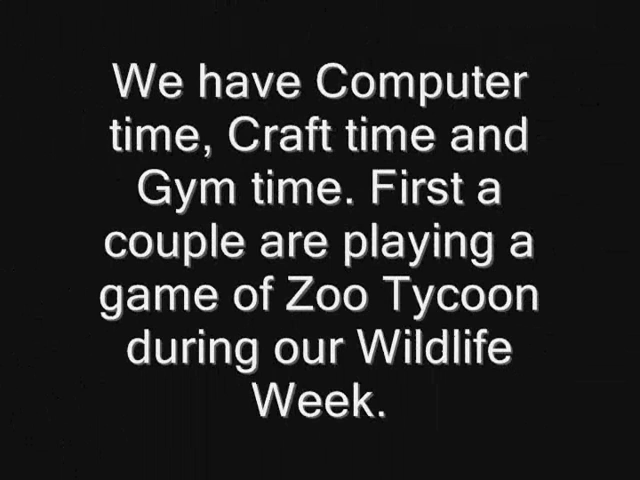 We have Computer
time, Craft time and
Gym time. First a
couple are playing a
game of Zoo Tycoon
during our Wildlife
Week.